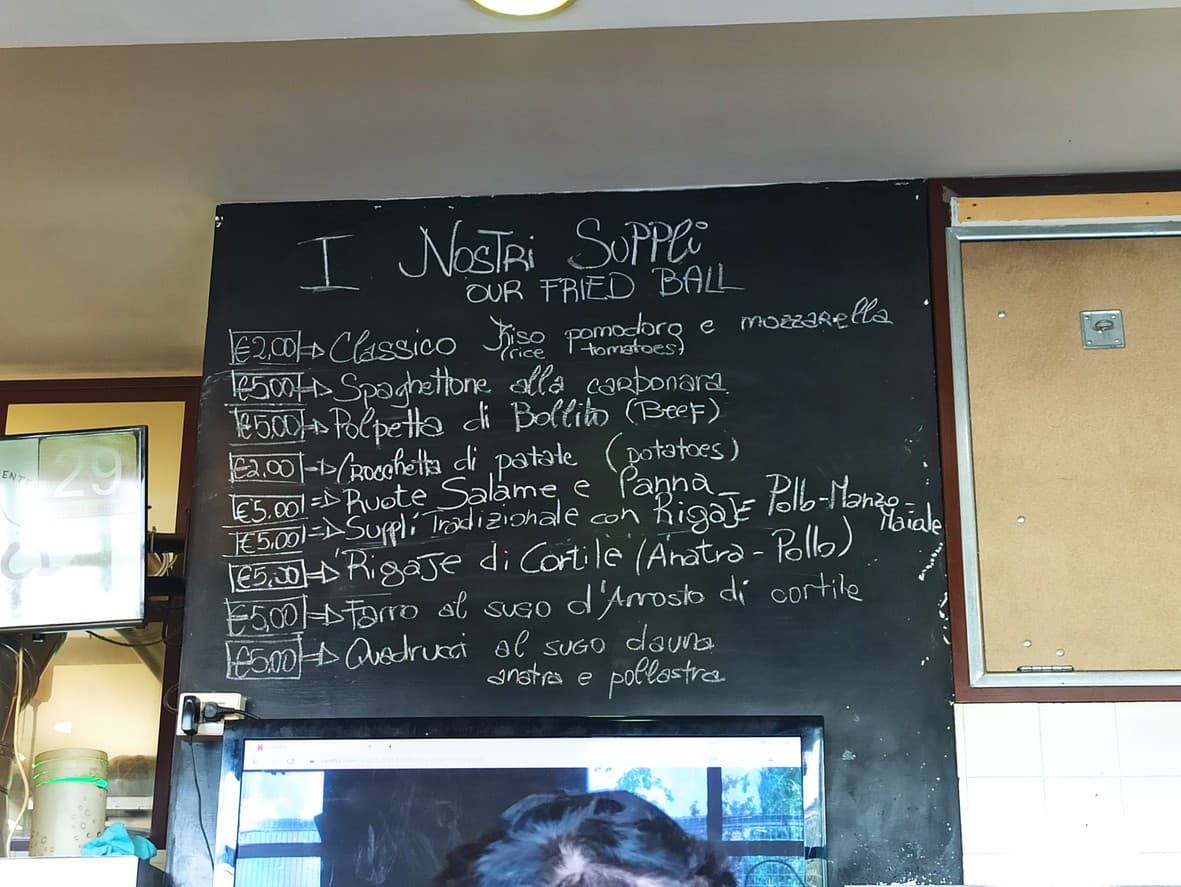 I NOSTRi SUPPLi
OUR FRIED BALL
€2,00 ⇒ Classico Riso pomodoro e mozzarella
(rice tomatoes)
€5,00 ⇒ Spaghettone alla carbonara
€5,00 ⇒ Polpetta di Bollito (BEEF)
€2,00 ⇒ Crocchetta di patate (potatoes)
€5,00 ⇒ Ruote Salame e Panna
€5,00 ⇒ Supplì Tradizionale con Rigaje Pollo-Manzo-
Maiale
€5,00 ⇒ Rigaje di Cortile (Anatra-Pollo)
€5,00 ⇒ Farro al sugo d'Arrosto di cortile
€5,00 ⇒ Quadrucci al sugo d'auna
anatra e pollastra
29